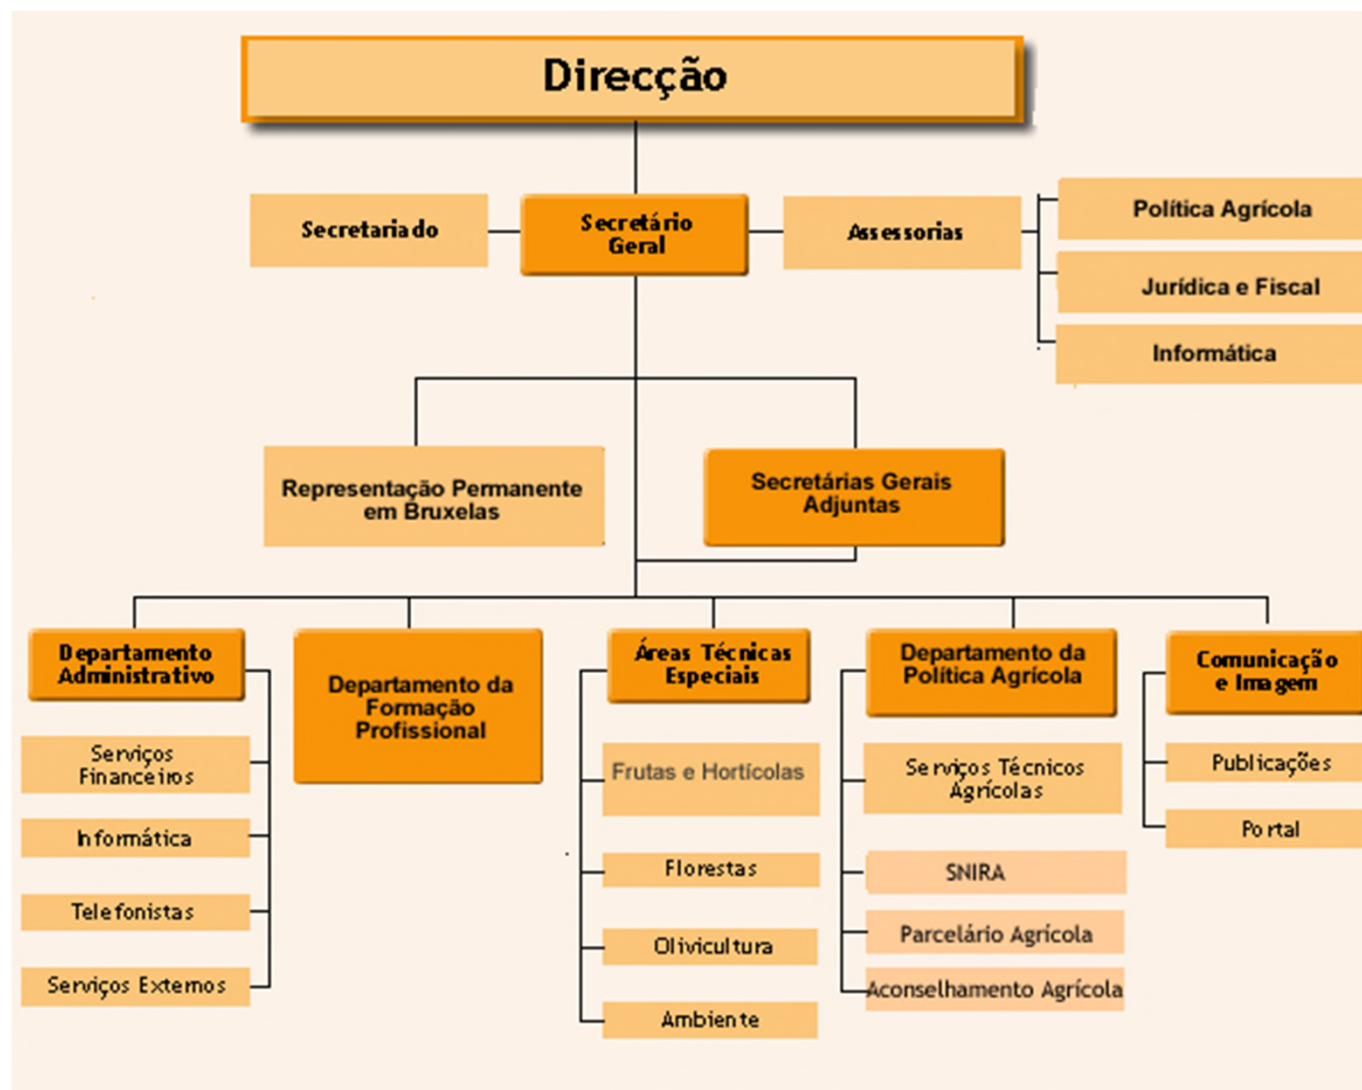 Direcção
Secretariado
Secretário
Geral
Assessorias
Política Agrícola
Jurídica e Fiscal
Informática
Representação Permanente
em Bruxelas
Secretárias Gerais
Adjuntas
Departamento
Administrativo
Serviços
Financeiros
Informática
Telefonistas
Serviços Externos
Departamento da
Formação
Profissional
Áreas Técnicas
Especiais
Frutas e Hortícolas
Florestas
Olivicultura
Ambiente
Departamento da
Política Agrícola
Serviços Técnicos
Agrícolas
SNIRA
Parcelário Agrícola
Aconselhamento Agrícola
Comunicação
e Imagem
Publicações
Portal